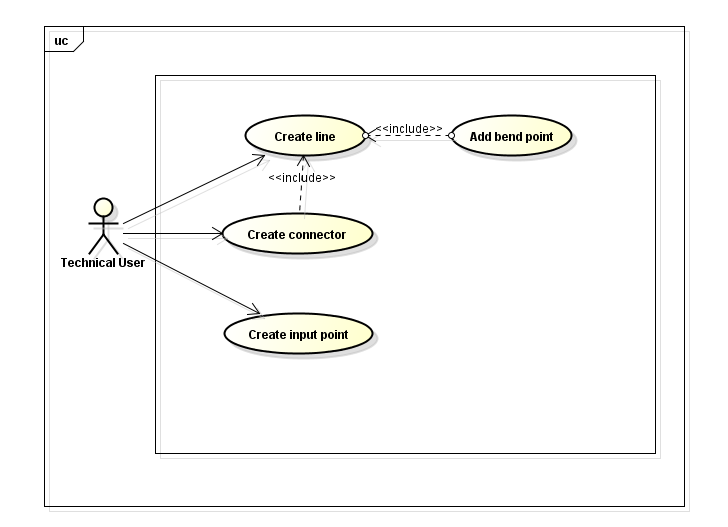 uc
Create line
<<include>>
Add bend point
<<include>>
Create connector
Technical User
Create input point